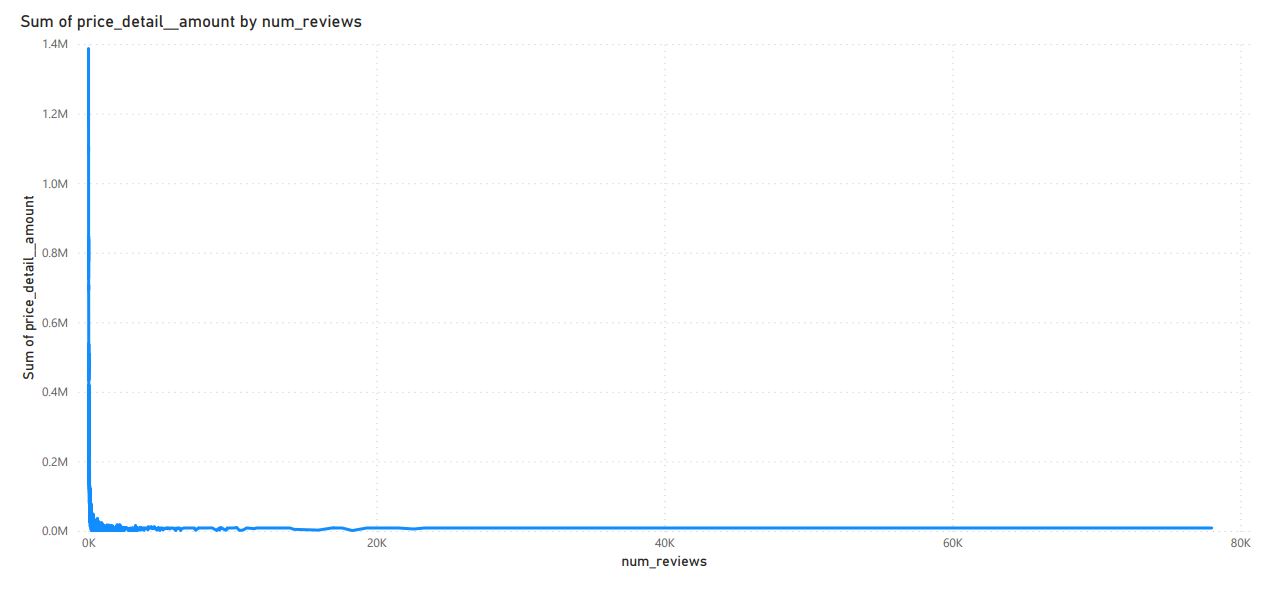 Sum of price_detail__amount by num_reviews
1.4M
1.2M
1.0M
0.8M
0.6M
0.4M
0.2M
0.0M
Sum of price_detail__amount
0K 20K 40K 60K 80K
num_reviews